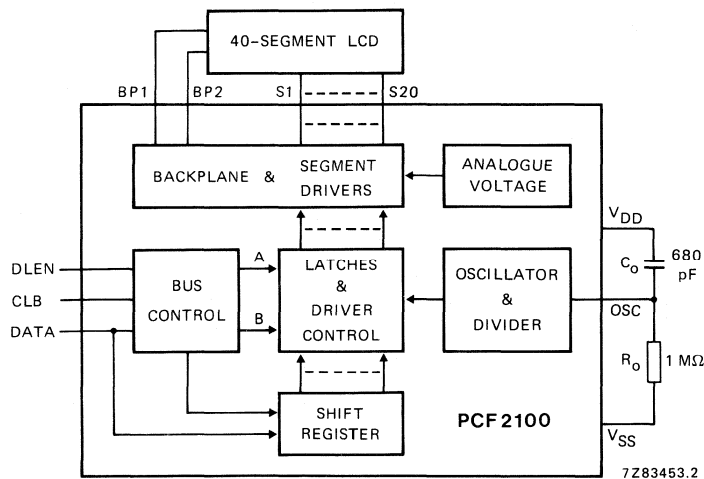 40-SEGMENT LCD
BP1 BP2 S1 S20
BACKPLANE & SEGMENT DRIVERS
ANALOGUE
VOLTAGE
VDD
Co 680 pF
DLEN
CLB
DATA
BUS
CONTROL
A
B
LATCHES
&
DRIVER
CONTROL
OSCILLATOR
&
DIVIDER
OSC
Ro 1 MΩ
SHIFT
REGISTER
PCF2100
VSS
7Z83453.2